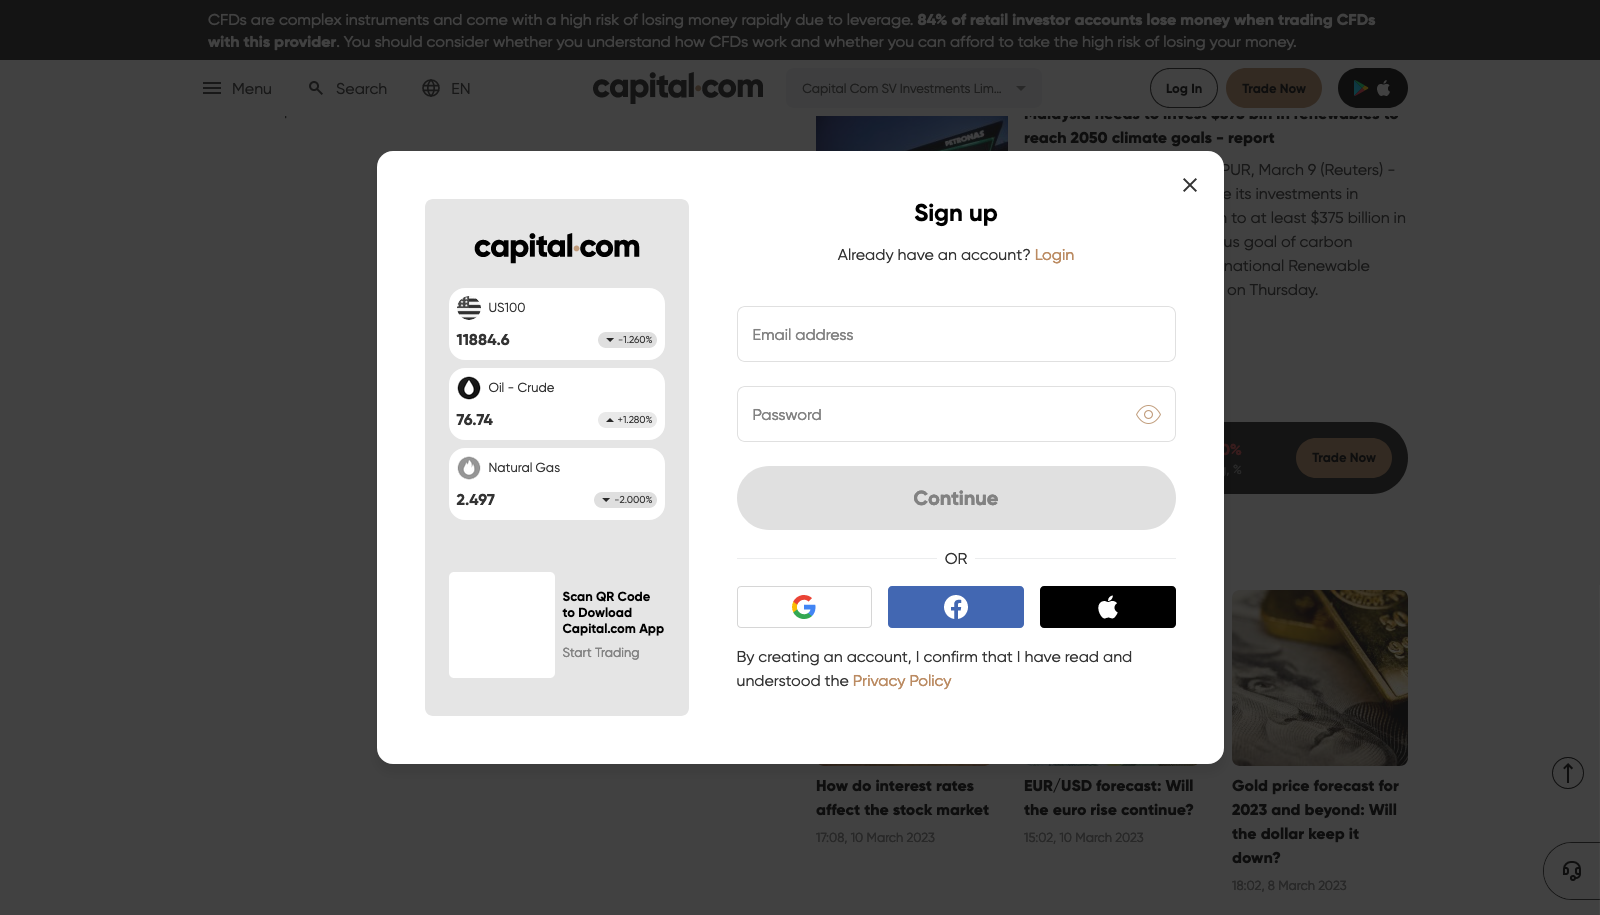 CFDs are complex instruments and come with a high risk of losing money rapidly due to leverage. 84% of retail investor accounts lose money when trading CFDs
with this provider. You should consider whether you understand how CFDs work and whether you can afford to take the high risk of losing your money.
Menu Search EN capital.com Capital Com SV Investments Lim... Log In Trade Now
Malaysia needs to invest $375 bln in renewables to
reach 2050 climate goals - report
PETRONAS
PUR, March 9 (Reuters) -
its investments in
to at least $375 billion in
goal of carbon
Renewable
on Thursday.
Sign up
Already have an account? Login
capital.com
US100
11884.6 -1.260%
Oil - Crude
76.74 +1.280%
Natural Gas
2.497 -2.000%
Scan QR Code
to Dowload
Capital.com App
Start Trading
Email address
Password
Continue
OR
By creating an account, I confirm that I have read and
understood the Privacy Policy
Trade Now
How do interest rates
affect the stock market
17:08, 10 March 2023
EUR/USD forecast: Will
the euro rise continue?
15:02, 10 March 2023
Gold price forecast for
2023 and beyond: Will
the dollar keep it
down?
18:02, 8 March 2023